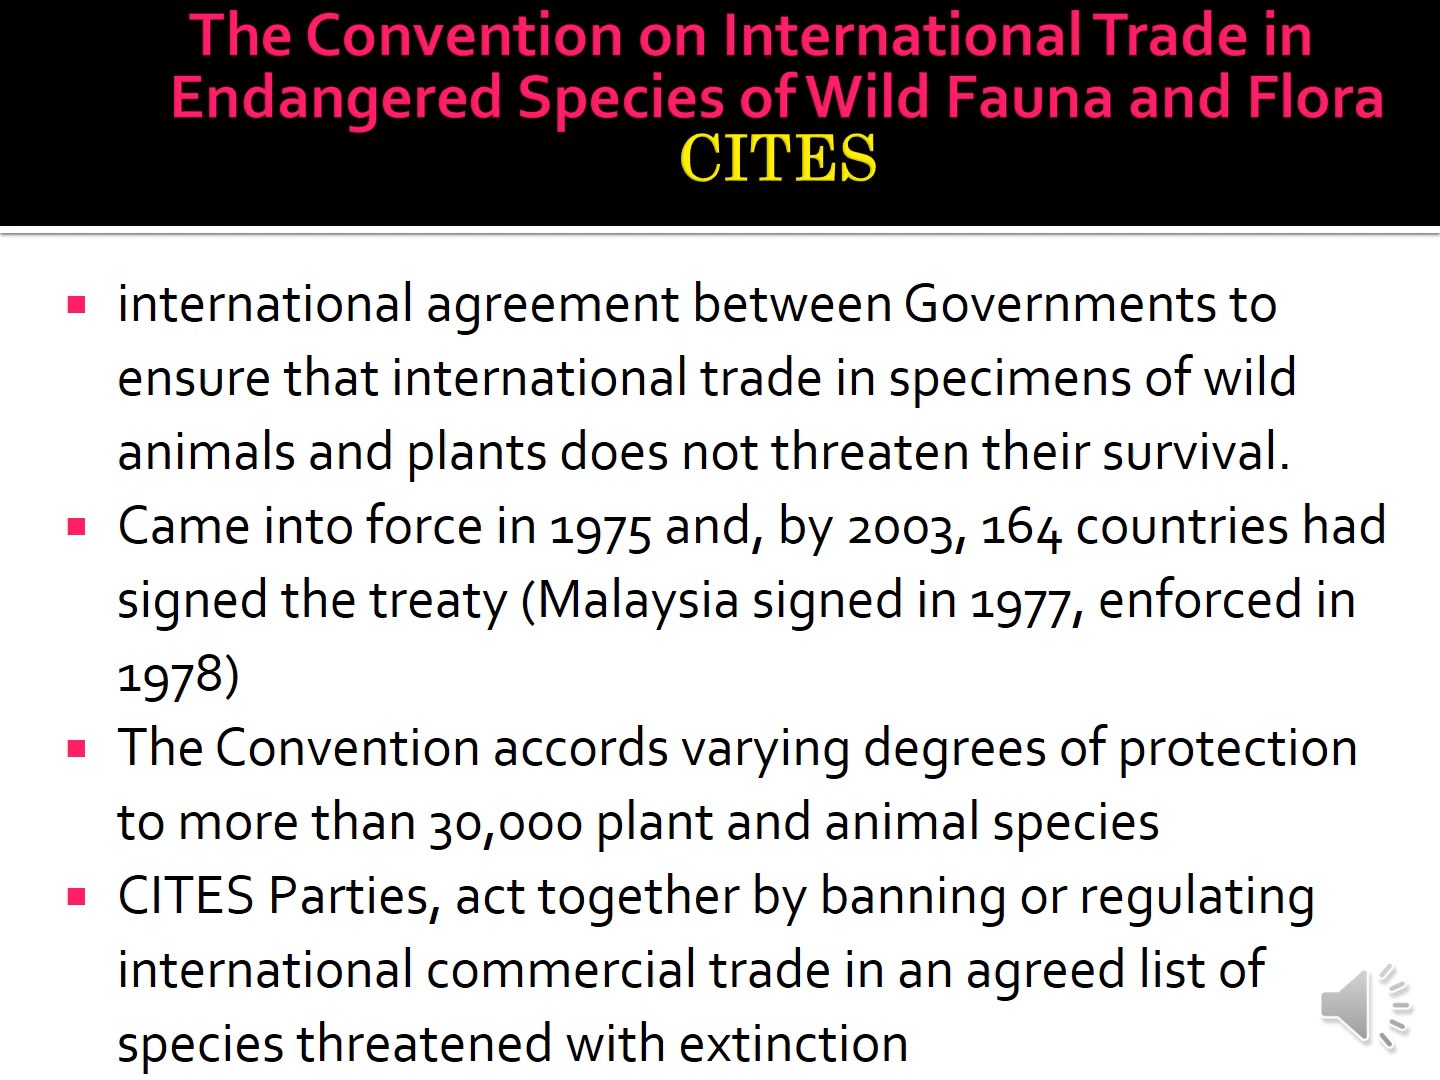 The Convention on International Trade in
Endangered Species of Wild Fauna and Flora
CITES
international agreement between Governments to
ensure that international trade in specimens of wild
animals and plants does not threaten their survival.
Came into force in 1975 and, by 2003, 164 countries had
signed the treaty (Malaysia signed in 1977, enforced in
1978)
The Convention accords varying degrees of protection
to more than 30,000 plant and animal species
CITES Parties, act together by banning or regulating
international commercial trade in an agreed list of
species threatened with extinction